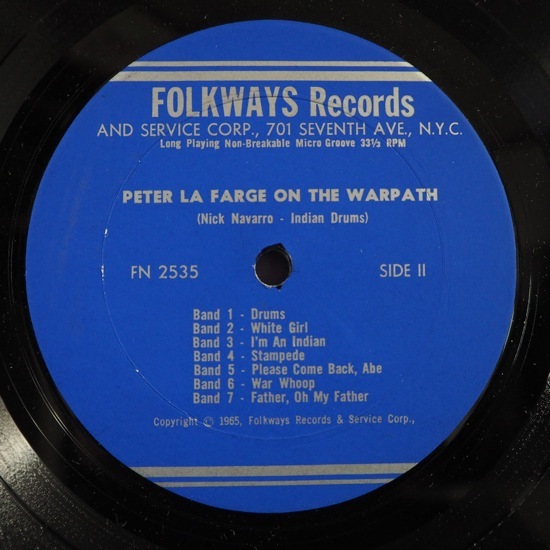 FOLKWAYS Records
AND SERVICE CORP., 701 SEVENTH AVE., N.Y.C.
Long Playing Non-Breakable Micro Groove 33⅓ RPM
PETER LA FARGE ON THE WARPATH
(Nick Navarro - Indian Drums)
FN 2535 SIDE II
Band 1 - Drums
Band 2 - White Girl
Band 3 - I'm An Indian
Band 4 - Stampede
Band 5 - Please Come Back, Abe
Band 6 - War Whoop
Band 7 - Father, Oh My Father
Copyright © 1965, Folkways Records & Service Corp.,